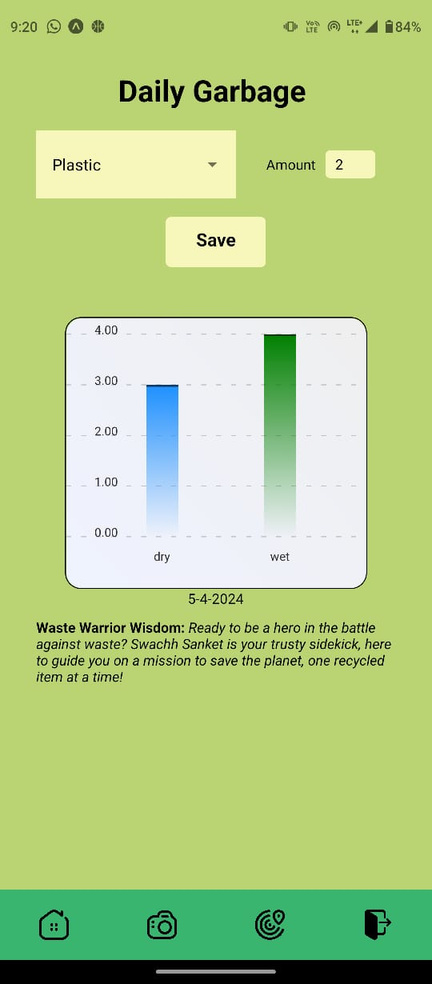 9:20
Vo)) LTE
LTE+
84%
Daily Garbage
Plastic
Amount
2
Save
4.00
3.00
2.00
1.00
0.00
dry wet
5-4-2024
Waste Warrior Wisdom: Ready to be a hero in the battle
against waste? Swachh Sanket is your trusty sidekick, here
to guide you on a mission to save the planet, one recycled
item at a time!